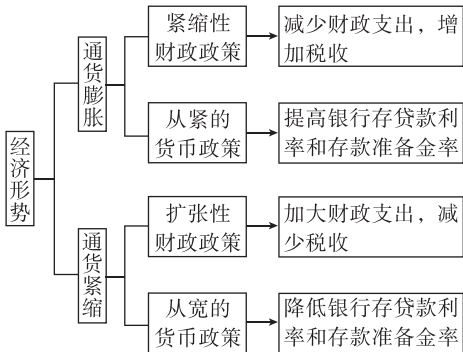 经济形势
通货膨胀
紧缩性
财政政策
减少财政支出，增
加税收
从紧的
货币政策
提高银行存贷款利
率和存款准备金率
通货紧缩
扩张性
财政政策
加大财政支出，减
少税收
从宽的
货币政策
降低银行存贷款利
率和存款准备金率